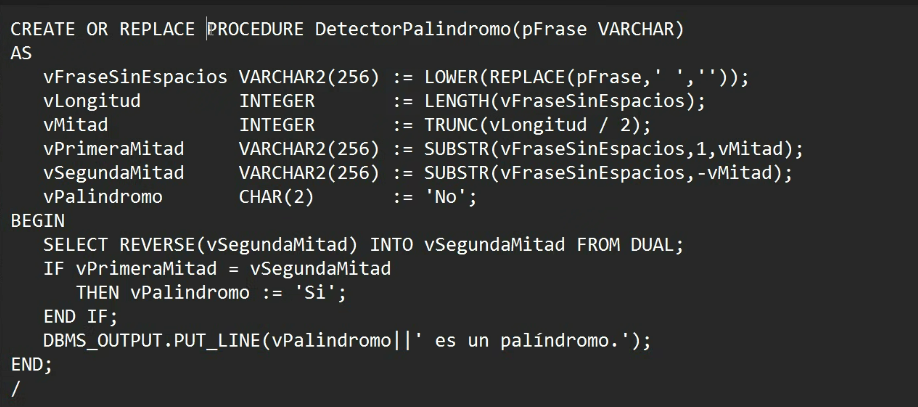 CREATE OR REPLACE PROCEDURE DetectorPalindromo(pFrase VARCHAR)
AS
   vFraseSinEspacios VARCHAR2(256) := LOWER(REPLACE(pFrase,' ',''));
   vLongitud         INTEGER       := LENGTH(vFraseSinEspacios);
   vMitad            INTEGER       := TRUNC(vLongitud / 2);
   vPrimeraMitad     VARCHAR2(256) := SUBSTR(vFraseSinEspacios,1,vMitad);
   vSegundaMitad     VARCHAR2(256) := SUBSTR(vFraseSinEspacios,-vMitad);
   vPalindromo       CHAR(2)       := 'No';
BEGIN
   SELECT REVERSE(vSegundaMitad) INTO vSegundaMitad FROM DUAL;
   IF vPrimeraMitad = vSegundaMitad
      THEN vPalindromo := 'Si';
   END IF;
   DBMS_OUTPUT.PUT_LINE(vPalindromo||' es un palíndromo.');
END;
/